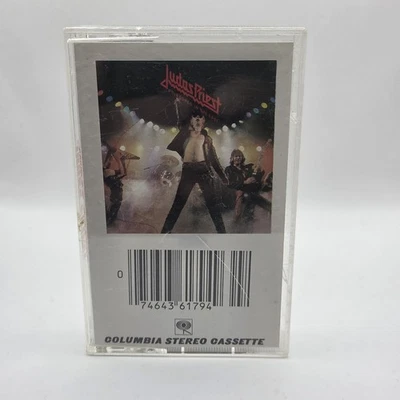 Judas Priest
0
74643 61794
COLUMBIA STEREO CASSETTE